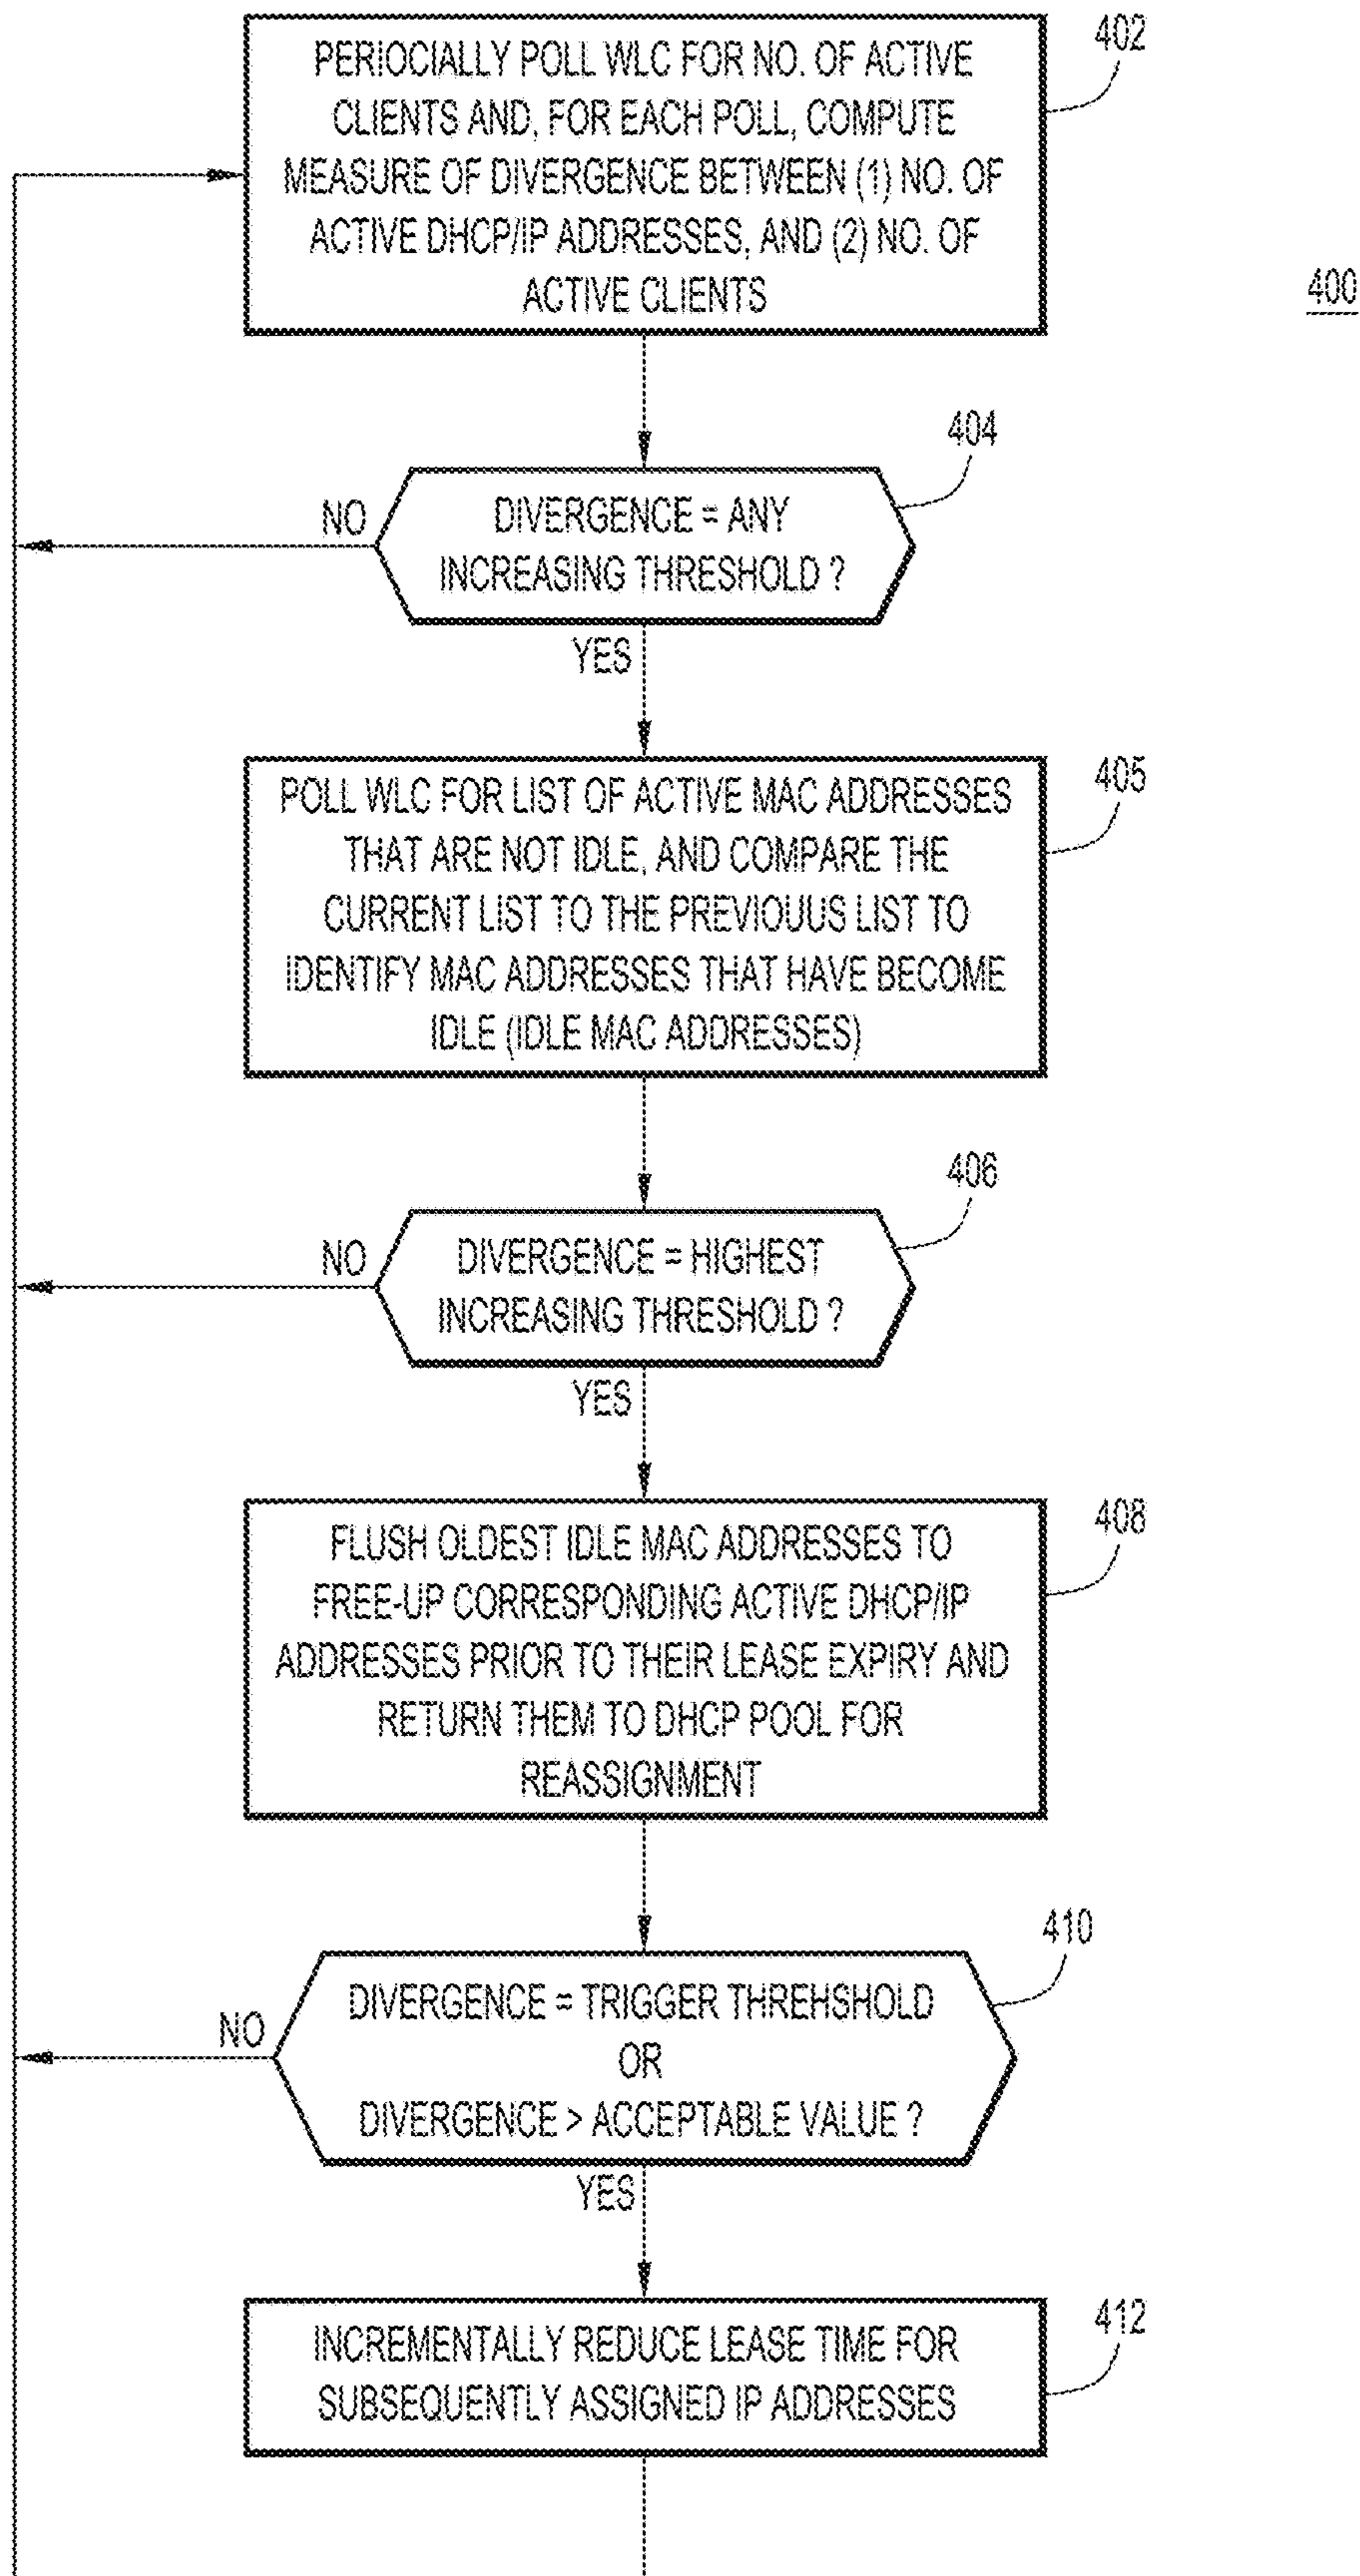 PERIOCIALLY POLL WLC FOR NO. OF ACTIVE
CLIENTS AND, FOR EACH POLL, COMPUTE
MEASURE OF DIVERGENCE BETWEEN (1) NO. OF
ACTIVE DHCP/IP ADDRESSES, AND (2) NO. OF
ACTIVE CLIENTS
402
400
404
DIVERGENCE = ANY
INCREASING THRESHOLD ?
NO
YES
405
POLL WLC FOR LIST OF ACTIVE MAC ADDRESSES
THAT ARE NOT IDLE, AND COMPARE THE
CURRENT LIST TO THE PREVIOUUS LIST TO
IDENTIFY MAC ADDRESSES THAT HAVE BECOME
IDLE (IDLE MAC ADDRESSES)
406
DIVERGENCE = HIGHEST
INCREASING THRESHOLD ?
NO
YES
408
FLUSH OLDEST IDLE MAC ADDRESSES TO
FREE-UP CORRESPONDING ACTIVE DHCP/IP
ADDRESSES PRIOR TO THEIR LEASE EXPIRY AND
RETURN THEM TO DHCP POOL FOR
REASSIGNMENT
410
DIVERGENCE = TRIGGER THREHSHOLD
OR
DIVERGENCE > ACCEPTABLE VALUE ?
NO
YES
412
INCREMENTALLY REDUCE LEASE TIME FOR
SUBSEQUENTLY ASSIGNED IP ADDRESSES